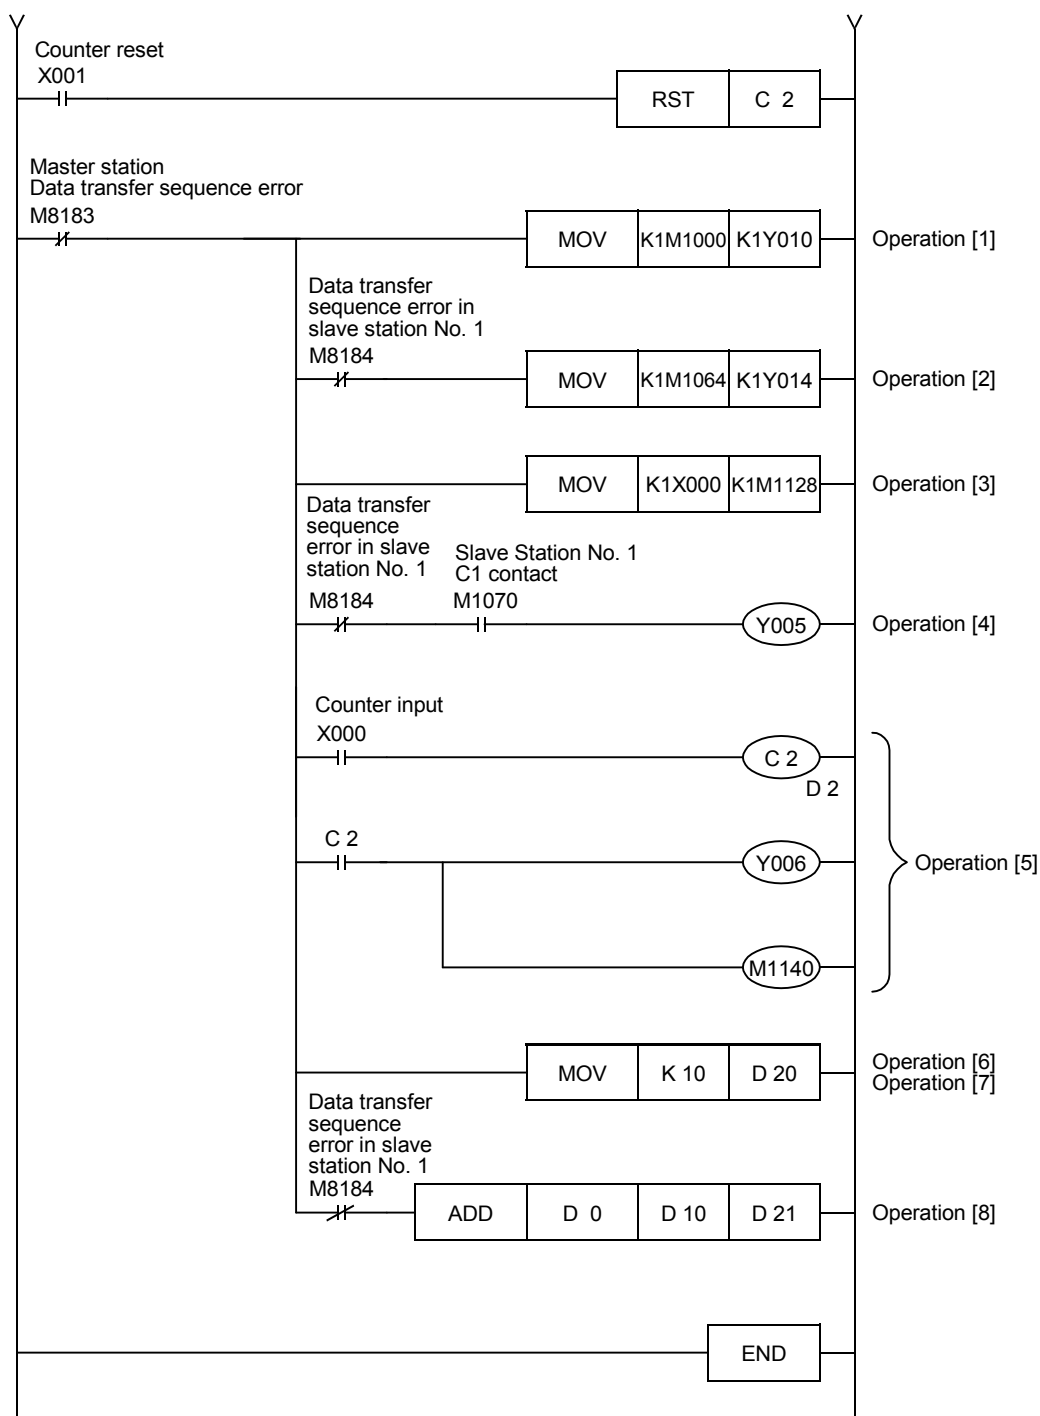 Counter reset
X001
RST C 2
Master station
Data transfer sequence error
M8183
MOV K1M1000 K1Y010 Operation [1]
Data transfer
sequence error in
slave station No. 1
M8184
MOV K1M1064 K1Y014 Operation [2]
MOV K1X000 K1M1128 Operation [3]
Data transfer
sequence
error in slave
station No. 1
Slave Station No. 1
C1 contact
M8184 M1070
Y005 Operation [4]
Counter input
X000
C 2
D 2
C 2
Y006 Operation [5]
M1140
MOV K 10 D 20
Operation [6]
Operation [7]
Data transfer
sequence
error in slave
station No. 1
M8184
ADD D 0 D 10 D 21 Operation [8]
END